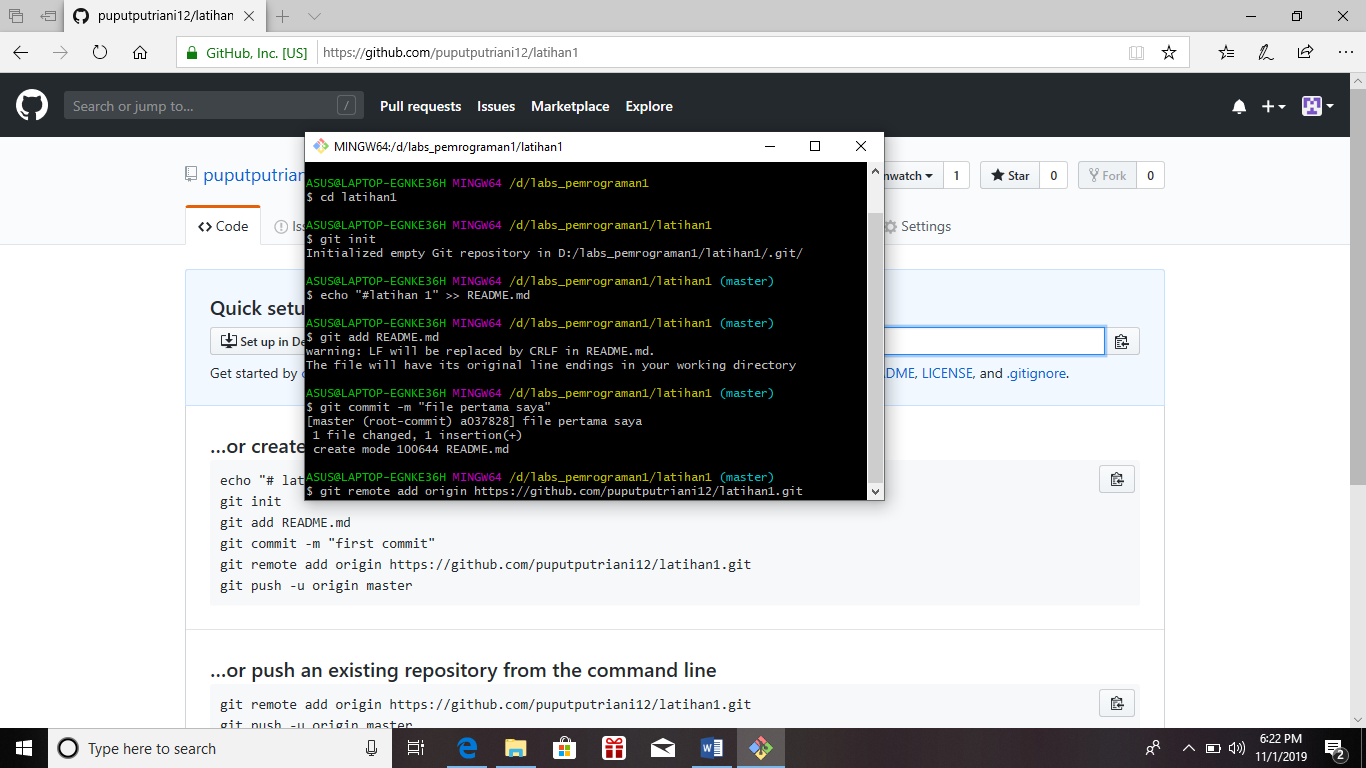 puputputriani12/latihan
GitHub, Inc. [US]
https://github.com/puputputriani12/latihan1
Search or jump to...
/
Pull requests
Issues
Marketplace
Explore
MINGW64:/d/labs_pemrograman1/latihan1
ASUS@LAPTOP-EGNKE36H MINGW64 /d/labs_pemrograman1
$ cd latihan1
ASUS@LAPTOP-EGNKE36H MINGW64 /d/labs_pemrograman1/latihan1
$ git init
Initialized empty Git repository in D:/labs_pemrograman1/latihan1/.git/
ASUS@LAPTOP-EGNKE36H MINGW64 /d/labs_pemrograman1/latihan1 (master)
$ echo "#latihan 1" >> README.md
ASUS@LAPTOP-EGNKE36H MINGW64 /d/labs_pemrograman1/latihan1 (master)
$ git add README.md
warning: LF will be replaced by CRLF in README.md.
The file will have its original line endings in your working directory
ASUS@LAPTOP-EGNKE36H MINGW64 /d/labs_pemrograman1/latihan1 (master)
$ git commit -m "file pertama saya"
[master (root-commit) a037828] file pertama saya
1 file changed, 1 insertion(+)
create mode 100644 README.md
ASUS@LAPTOP-EGNKE36H MINGW64 /d/labs_pemrograman1/latihan1 (master)
$ git remote add origin https://github.com/puputputriani12/latihan1.git
puputputriar
nwatch
1
Star
0
Fork
0
Code
Iss
Settings
Quick setu
Set up in De
Get started by c
DME, LICENSE, and .gitignore.
…or create
echo "# lat
git init
git add README.md
git commit -m "first commit"
git remote add origin https://github.com/puputputriani12/latihan1.git
git push -u origin master
…or push an existing repository from the command line
git remote add origin https://github.com/puputputriani12/latihan1.git
git push -u origin master
Type here to search
6:22 PM
11/1/2019
2